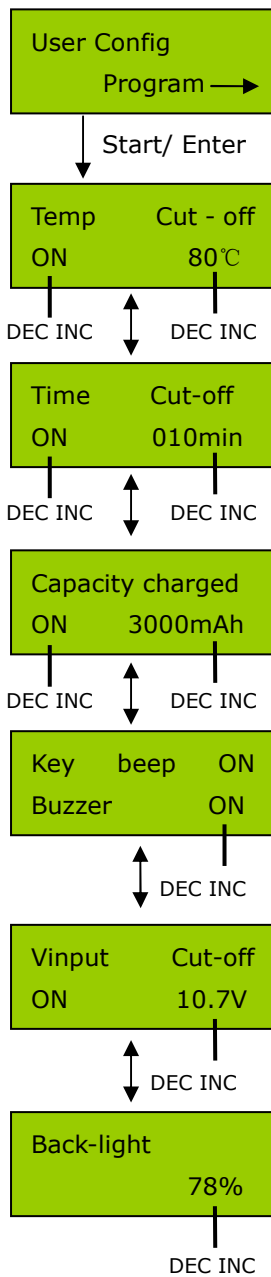 User Config
Program
Start/ Enter
Temp Cut - off
ON 80℃
DEC INC DEC INC
Time Cut-off
ON 010min
DEC INC DEC INC
Capacity charged
ON 3000mAh
DEC INC DEC INC
Key beep ON
Buzzer ON
DEC INC
Vinput Cut-off
ON 10.7V
DEC INC
Back-light
78%
DEC INC